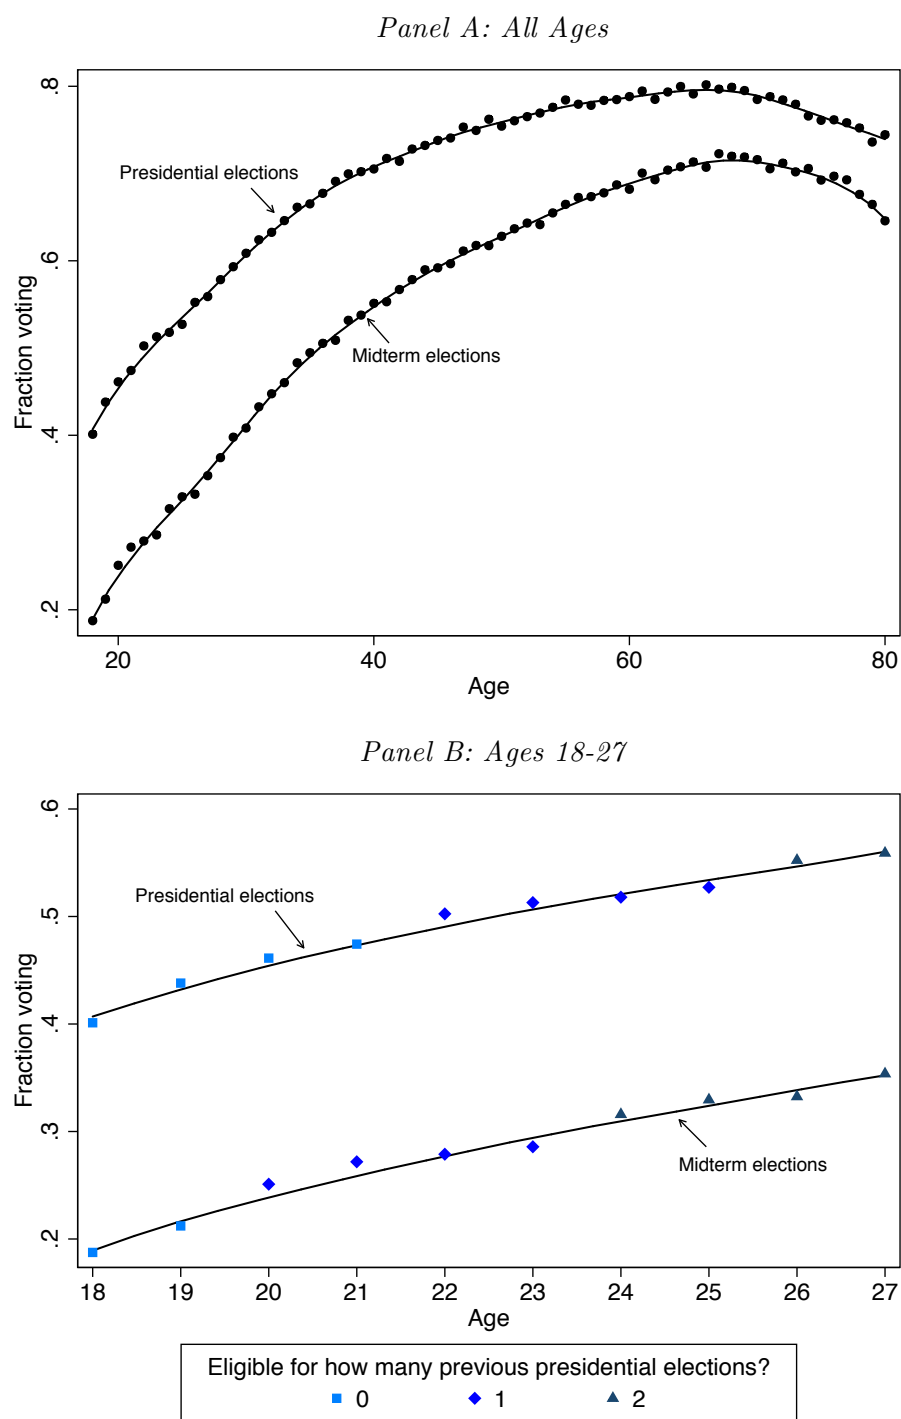 Panel A: All Ages
.8
.6
.4
.2
Fraction voting
Presidential elections
Midterm elections
20 40 60 80
Age
Panel B: Ages 18-27
.6
.5
.4
.3
.2
Fraction voting
Presidential elections
Midterm elections
18 19 20 21 22 23 24 25 26 27
Age
Eligible for how many previous presidential elections?
0 1 2